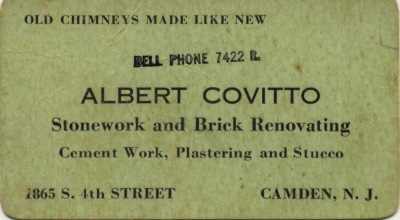 OLD CHIMNEYS MADE LIKE NEW
BELL PHONE 7422 R.
ALBERT COVITTO
Stonework and Brick Renovating
Cement Work, Plastering and Stucco
1865 S. 4th STREET CAMDEN, N. J.